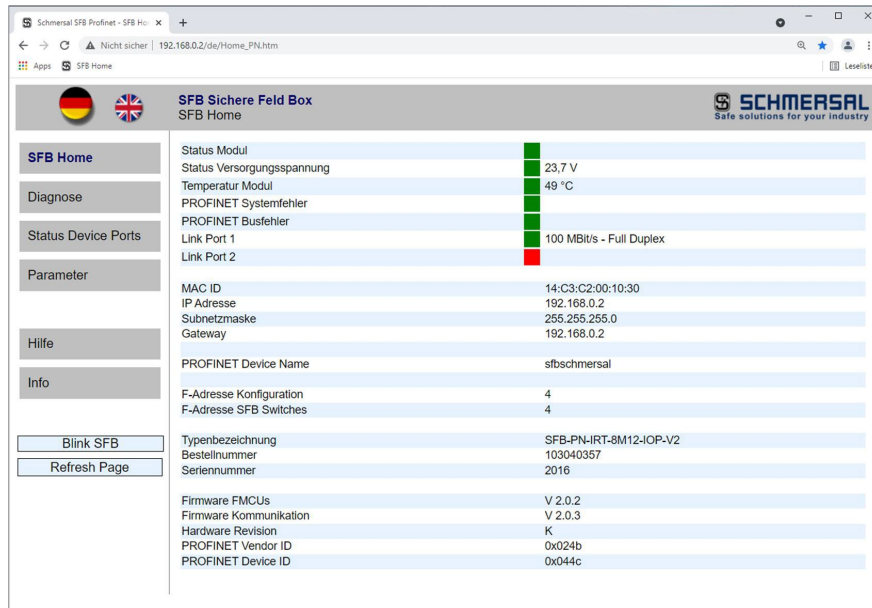 Schmersal SFB Profinet - SFB Ho
Nicht sicher | 192.168.0.2/de/Home_PN.htm
Apps SFB Home Leseliste
SFB Sichere Feld Box
SFB Home
SCHMERSAL
Safe solutions for your industry
SFB Home
Diagnose
Status Device Ports
Parameter
Hilfe
Info
Blink SFB
Refresh Page
Status Modul
Status Versorgungsspannung 23,7 V
Temperatur Modul 49 °C
PROFINET Systemfehler
PROFINET Busfehler
Link Port 1 100 MBit/s - Full Duplex
Link Port 2
MAC ID 14:C3:C2:00:10:30
IP Adresse 192.168.0.2
Subnetzmaske 255.255.255.0
Gateway 192.168.0.2
PROFINET Device Name sfbschmersal
F-Adresse Konfiguration 4
F-Adresse SFB Switches 4
Typenbezeichnung SFB-PN-IRT-8M12-IOP-V2
Bestellnummer 103040357
Seriennummer 2016
Firmware FMCUs V 2.0.2
Firmware Kommunikation V 2.0.3
Hardware Revision K
PROFINET Vendor ID 0x024b
PROFINET Device ID 0x044c